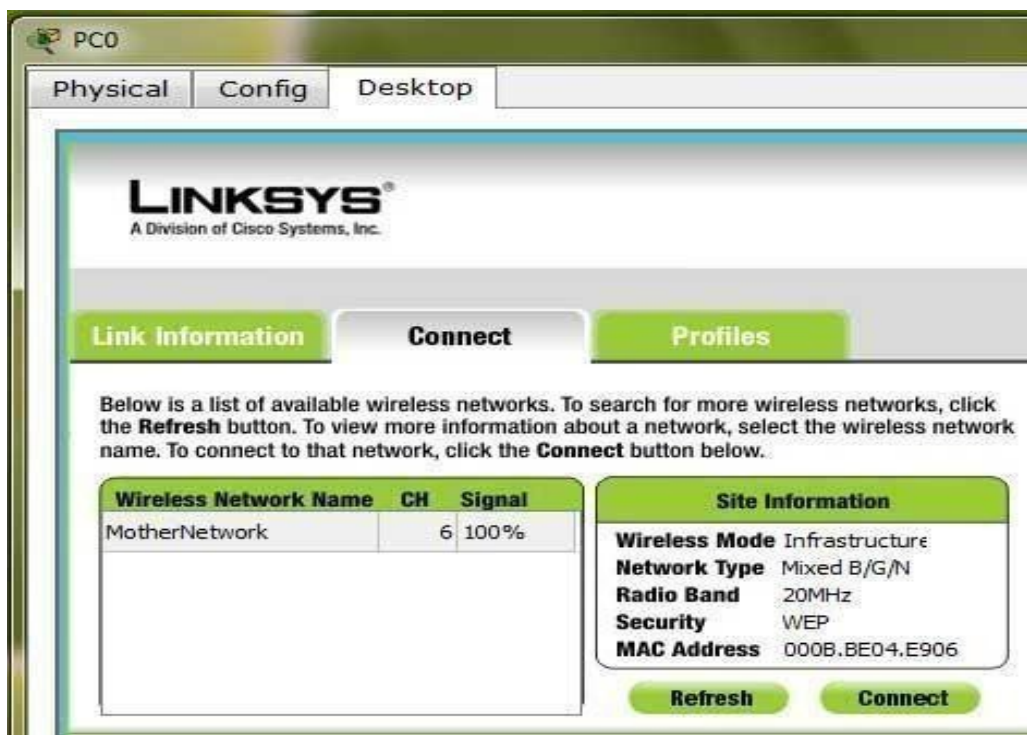 PC0
Physical Config Desktop
LINKSYS®
A Division of Cisco Systems, Inc.
Link Information Connect Profiles
Below is a list of available wireless networks. To search for more wireless networks, click
the Refresh button. To view more information about a network, select the wireless network
name. To connect to that network, click the Connect button below.
Wireless Network Name CH Signal
MotherNetwork 6 100%
Site Information
Wireless Mode Infrastructure
Network Type Mixed B/G/N
Radio Band 20MHz
Security WEP
MAC Address 000B.BE04.E906
Refresh Connect